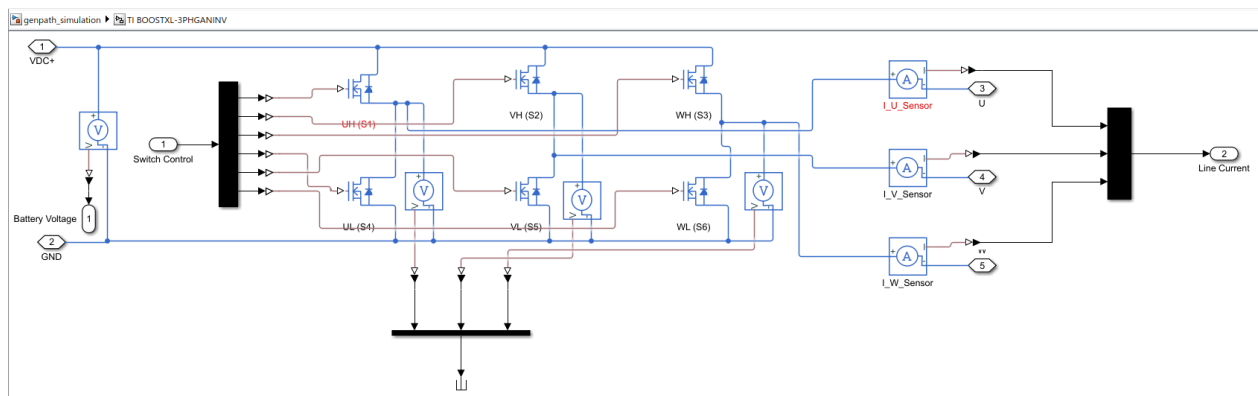 genpath_simulation ▶ TI BOOSTXL-3PHGANINV
1
VDC+
V
1
Switch Control
Battery Voltage
1
2
GND
UH (S1)
VH (S2)
WH (S3)
UL (S4)
VL (S5)
WL (S6)
V
V
V
A
I_U_Sensor
3
U
A
I_V_Sensor
4
V
A
I_W_Sensor
5
2
Line Current